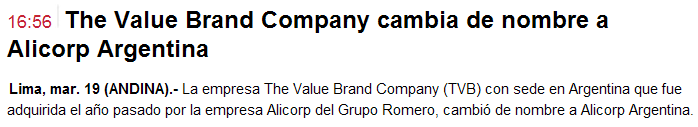 16:56 The Value Brand Company cambia de nombre a
Alicorp Argentina
Lima, mar. 19 (ANDINA).- La empresa The Value Brand Company (TVB) con sede en Argentina que fue
adquirida el año pasado por la empresa Alicorp del Grupo Romero, cambió de nombre a Alicorp Argentina.